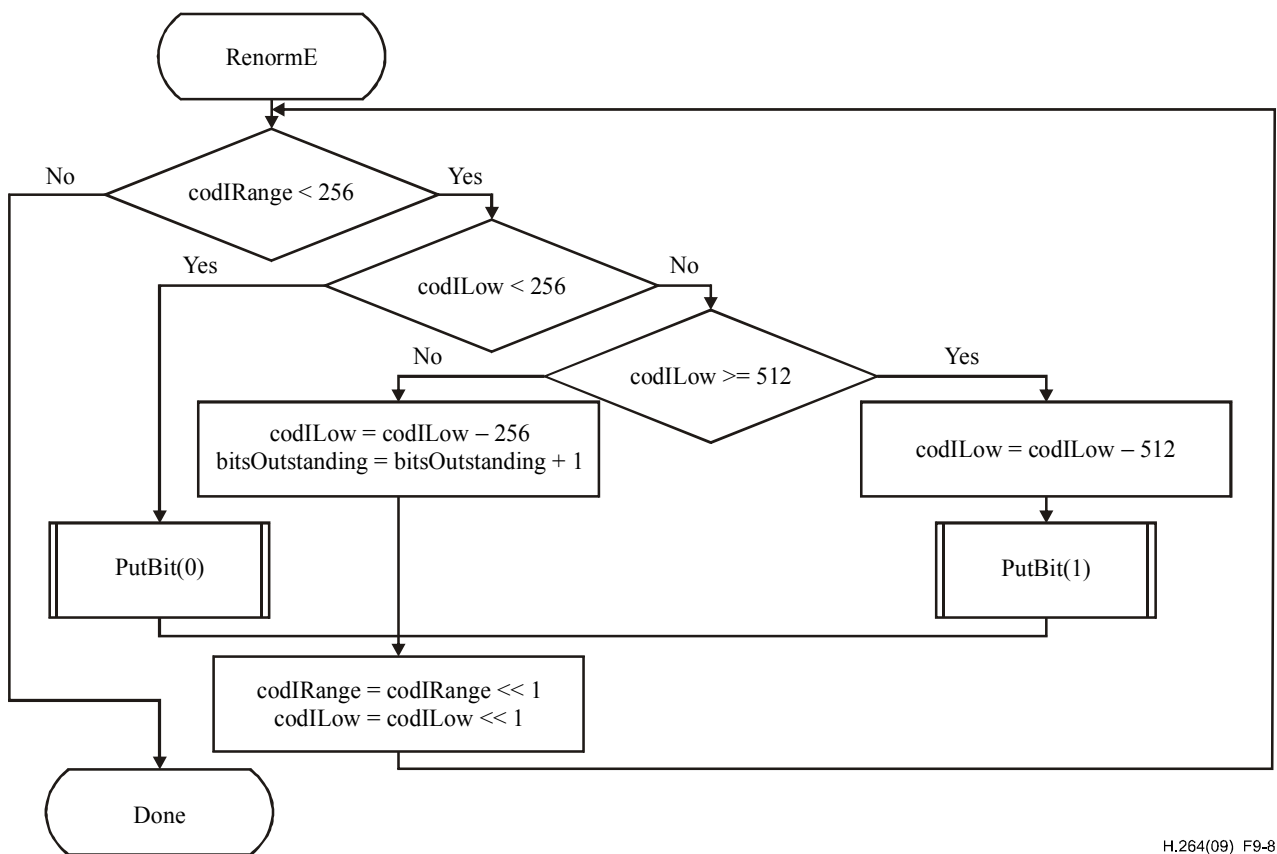 RenormE
No
codIRange < 256
Yes
Yes
codILow < 256
No
No
codILow >= 512
Yes
codILow = codILow – 256
bitsOutstanding = bitsOutstanding + 1
codILow = codILow – 512
PutBit(0)
PutBit(1)
codIRange = codIRange << 1
codILow = codILow << 1
Done
H.264(09)_F9-8